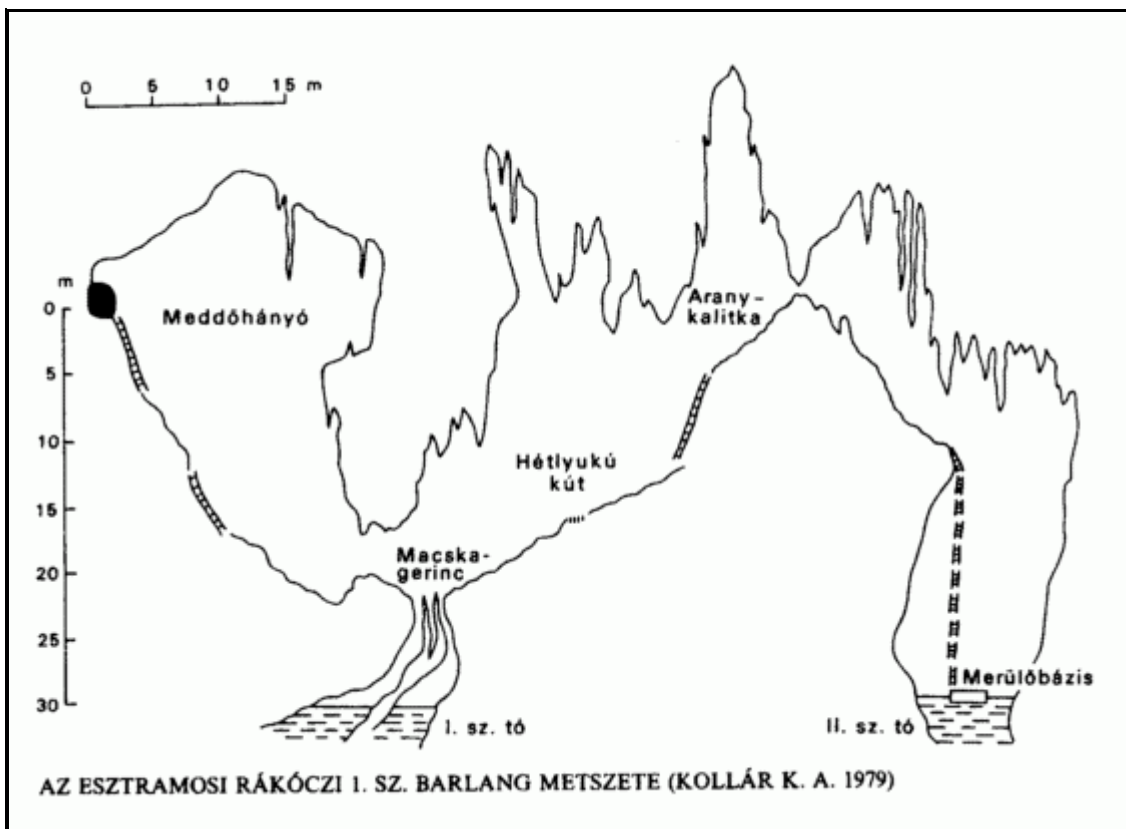 0 5 10 15 m
m
0
5
10
15
20
25
30
Meddőhányó
Arany-
kalitka
Hétlyukú
kút
Macska-
gerinc
Merülőbázis
I. sz. tó
II. sz. tó
AZ ESZTRAMOSI RÁKÓCZI 1. SZ. BARLANG METSZETE (KOLLÁR K. A. 1979)